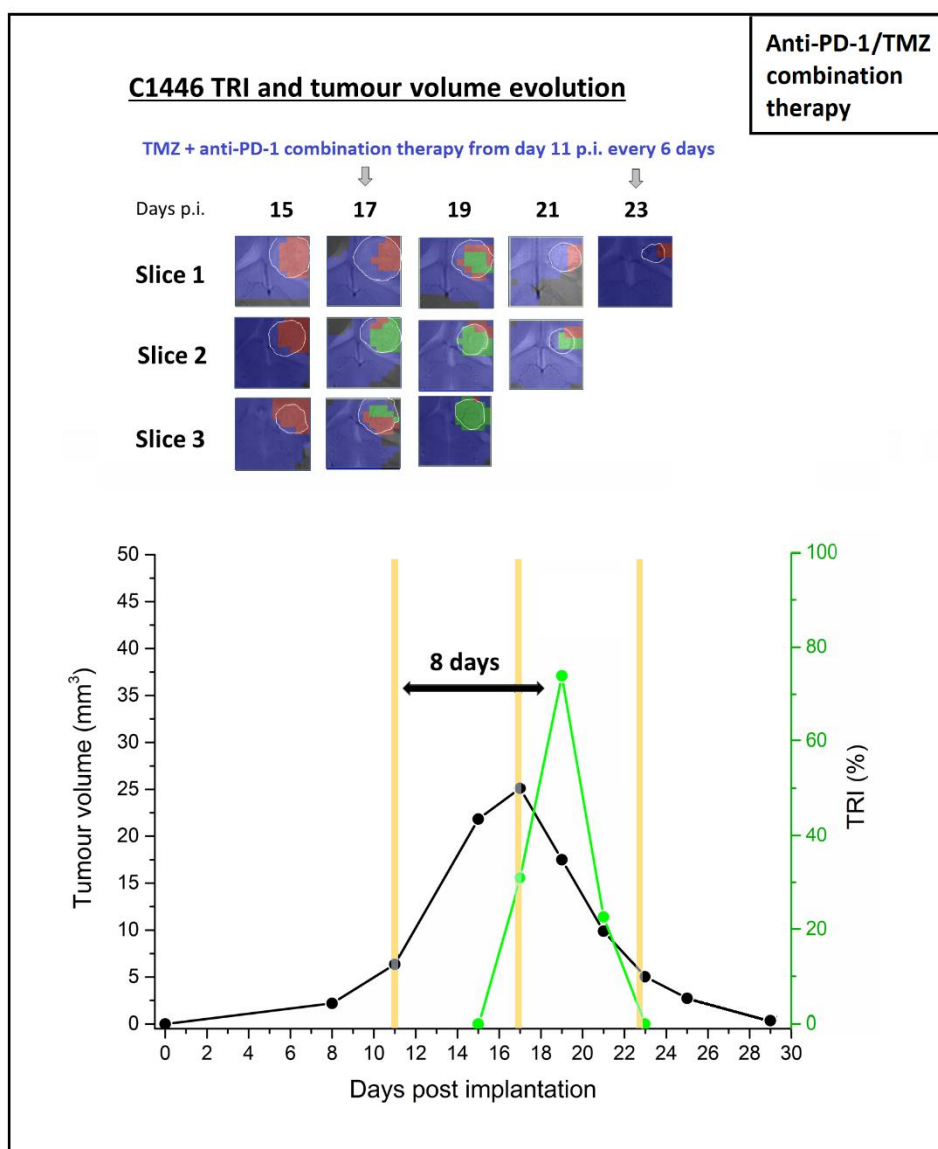 Anti-PD-1/TMZ
combination
therapy
C1446 TRI and tumour volume evolution
TMZ + anti-PD-1 combination therapy from day 11 p.i. every 6 days
Days p.i. 15 17 19 21 23
Slice 1
Slice 2
Slice 3
50
45
40
35
30
25
20
15
10
5
0
Tumour volume (mm³)
8 days
100
80
60
40
20
0
TRI (%)
0 2 4 6 8 10 12 14 16 18 20 22 24 26 28 30
Days post implantation